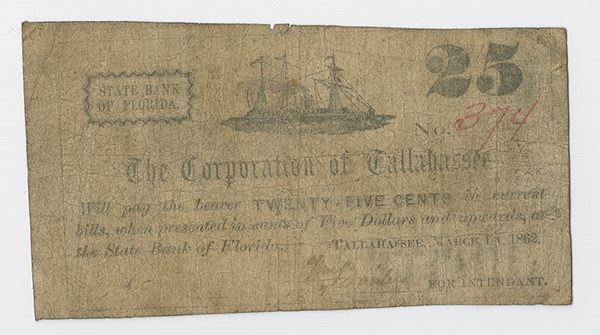 STATE BANK
OF FLORIDA.
25
No. 374
The Corporation of Tallahassee
Will pay the bearer TWENTY-FIVE CENTS in current
bills, when presented in sums of Five Dollars and upwards, at
the State Bank of Florida.
TALLAHASSEE, MARCH 1st, 1862.
FOR INTENDANT.